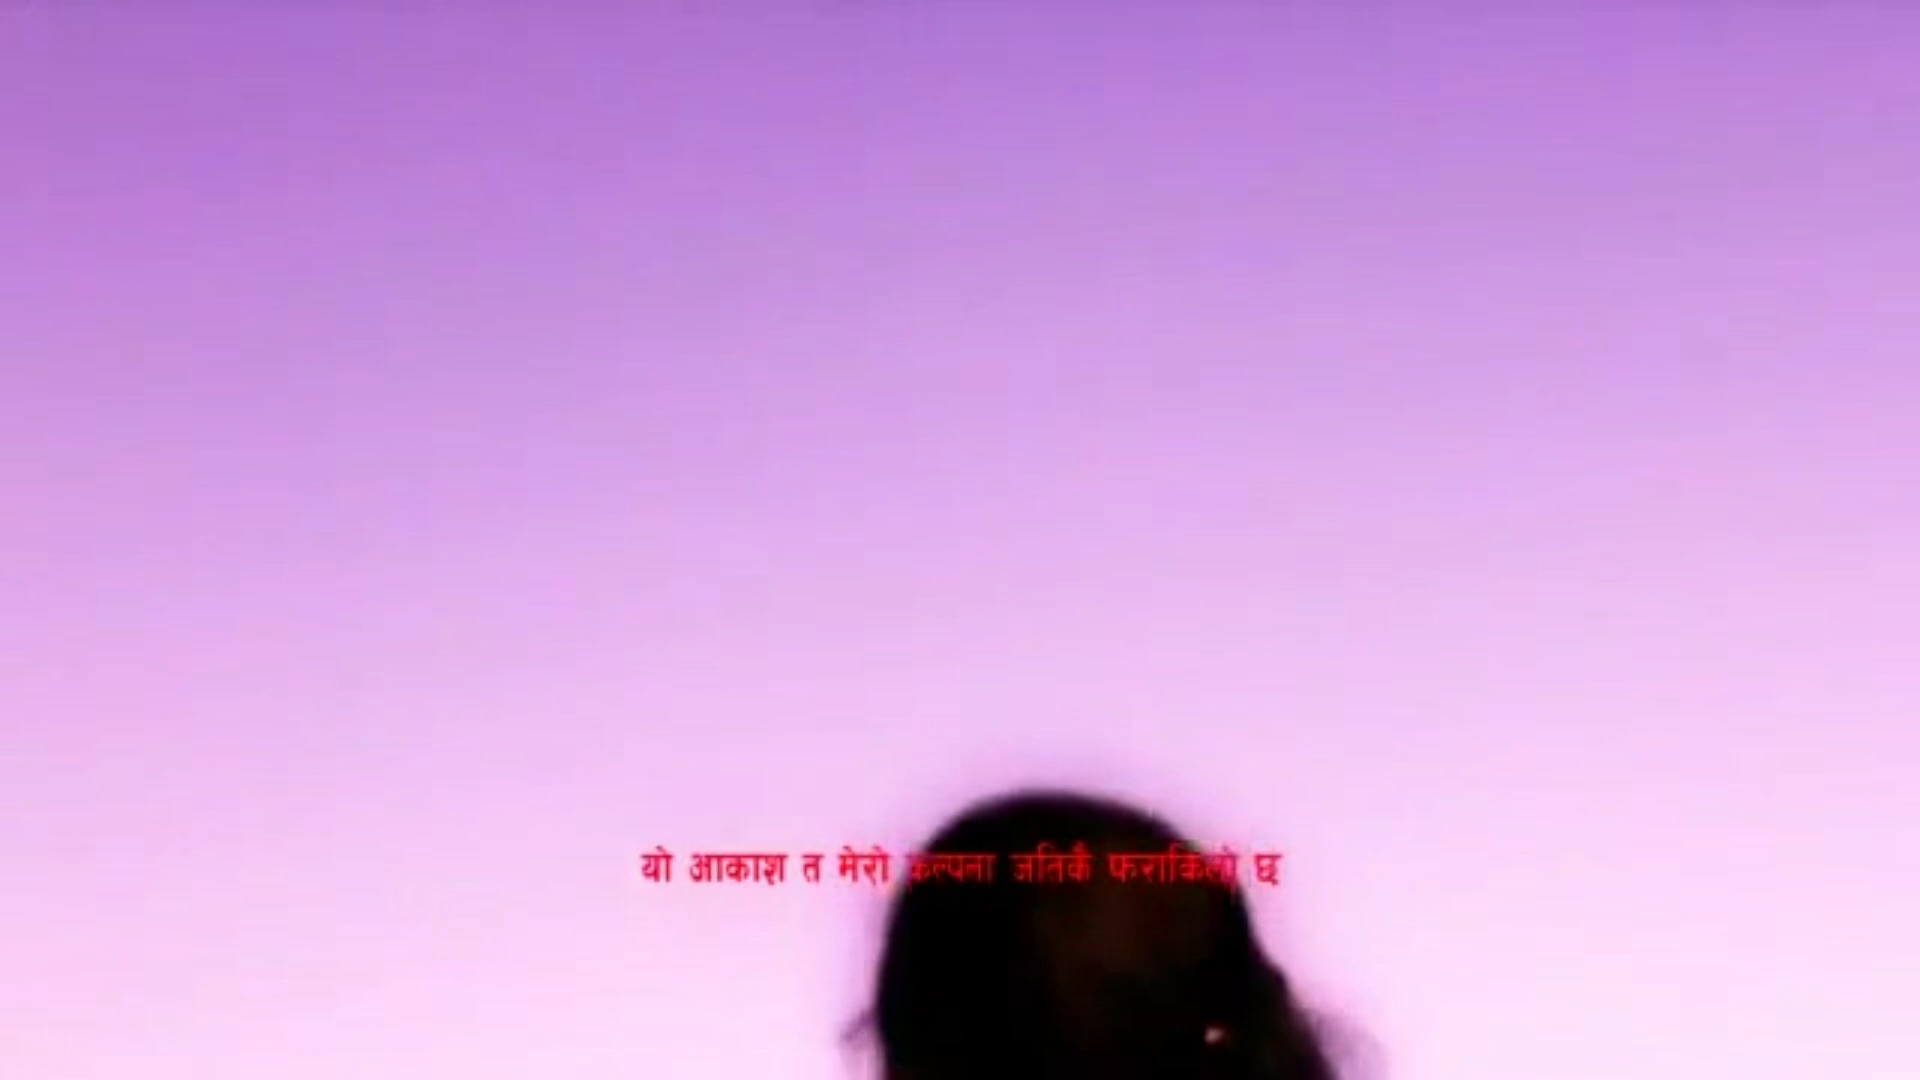 यो आकाश त मेरो कल्पना जतिकै फराकिलो छ